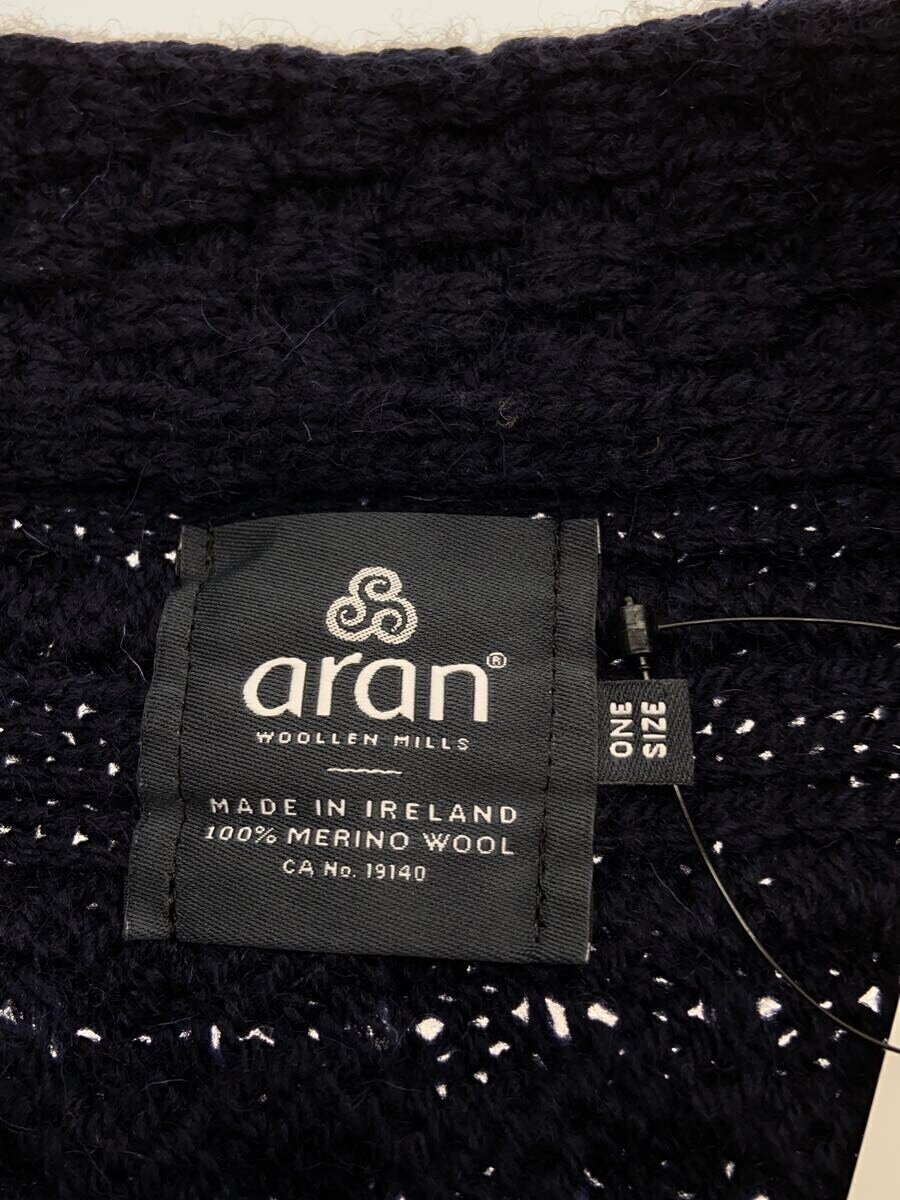 aran®
WOOLLEN MILLS
MADE IN IRELAND
100% MERINO WOOL
CA No. 19140
ONE
SIZE